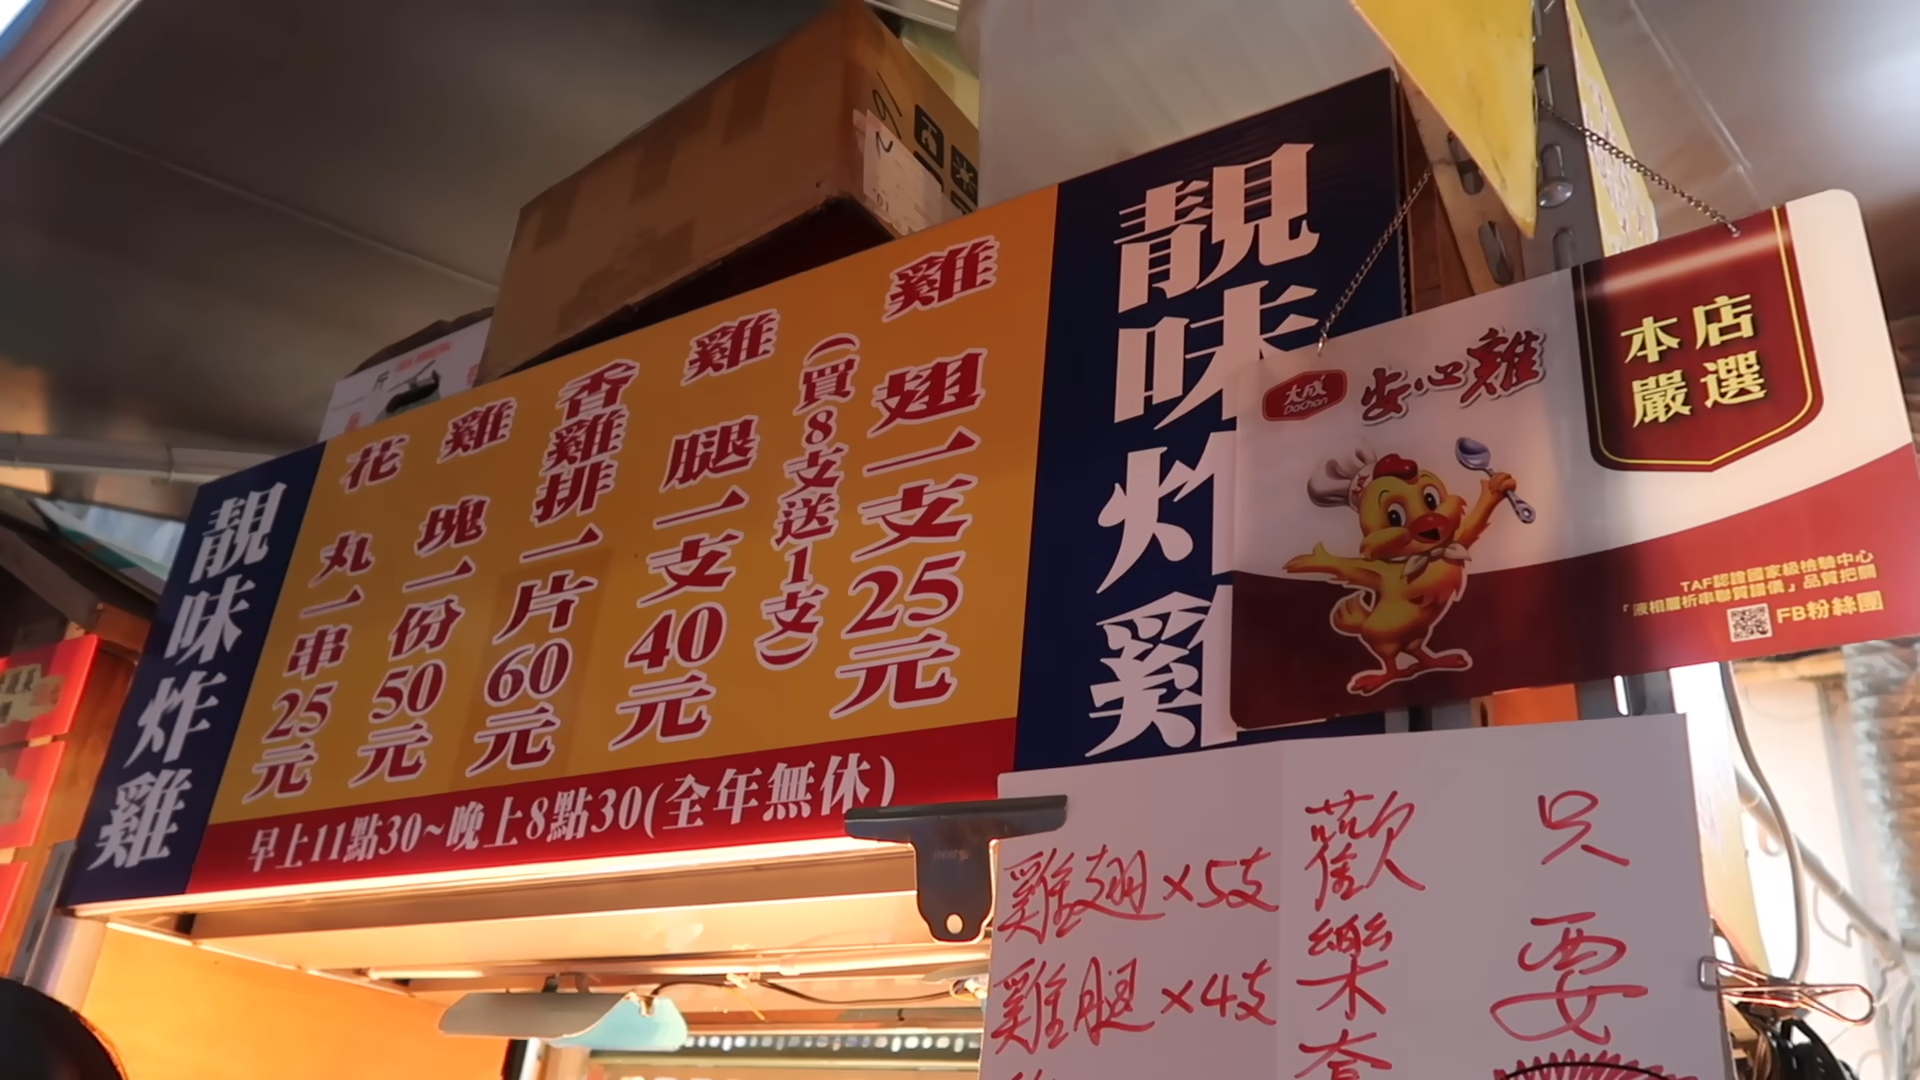 靚味炸雞
雞翅一支25元
(買8支送1支)
雞腿一支40元
香雞排一片60元
雞塊一份50元
花丸一串25元
靚味炸雞
早上11點30~晚上8點30(全年無休)
大成
DaChan
安心雞
本店
嚴選
TAF認證國家級檢驗中心
「液相層析串聯質譜儀」品質把關
FB粉絲團
只要
歡樂套
雞翅×5支
雞腿×4支